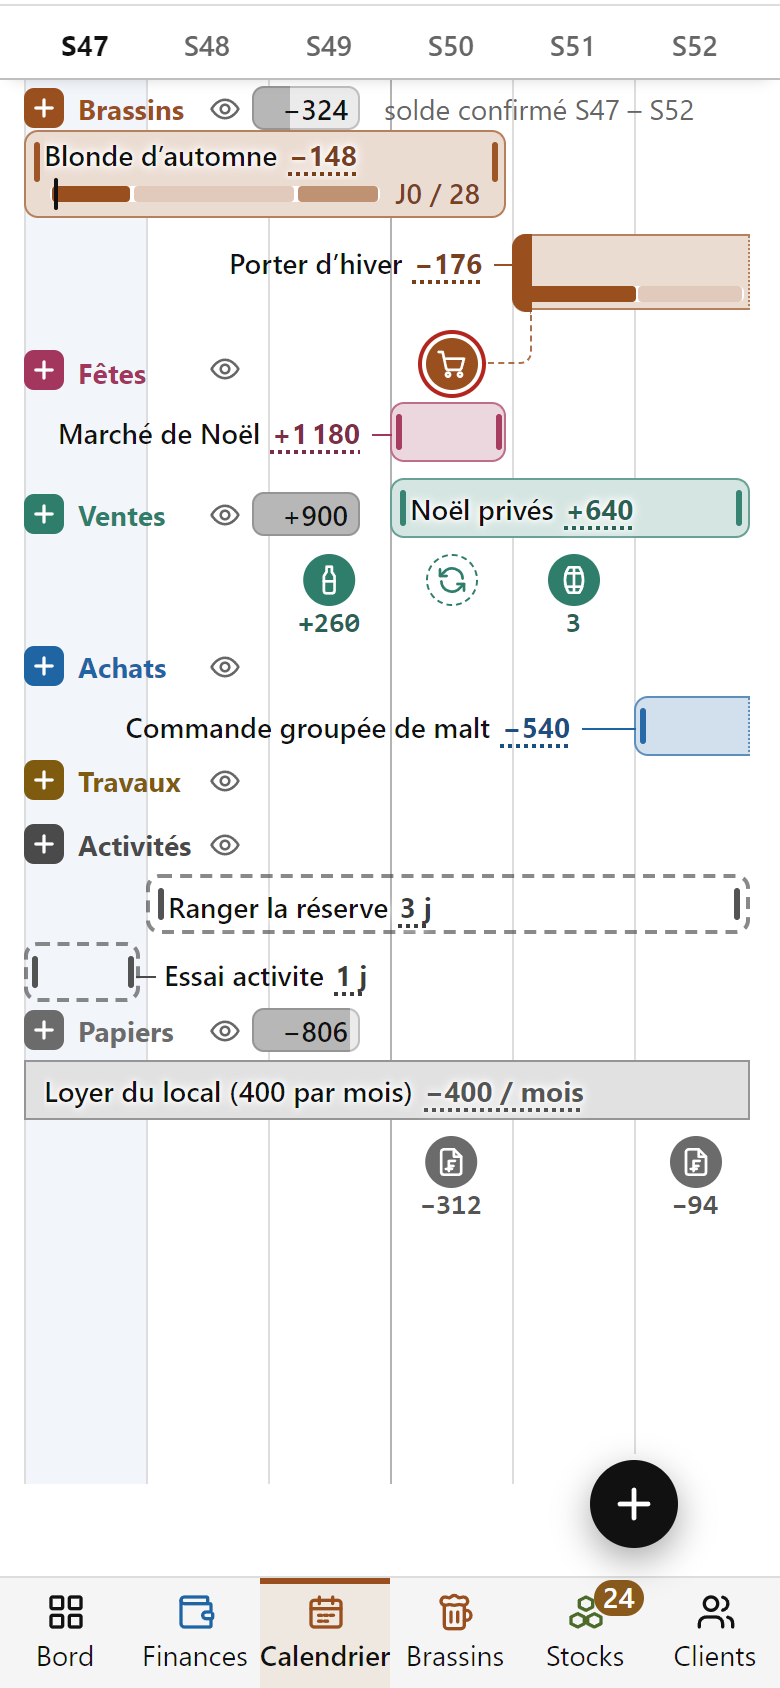 S47 S48 S49 S50 S51 S52
Brassins −324 solde confirmé S47 – S52
Blonde d’automne −148
J0 / 28
Porter d’hiver −176
Fêtes
Marché de Noël +1 180
Ventes +900 Noël privés +640
+260 3
Achats
Commande groupée de malt −540
Travaux
Activités
Ranger la réserve 3 j
Essai activite 1 j
Papiers −806
Loyer du local (400 par mois) −400 / mois
−312 −94
24
Bord Finances Calendrier Brassins Stocks Clients